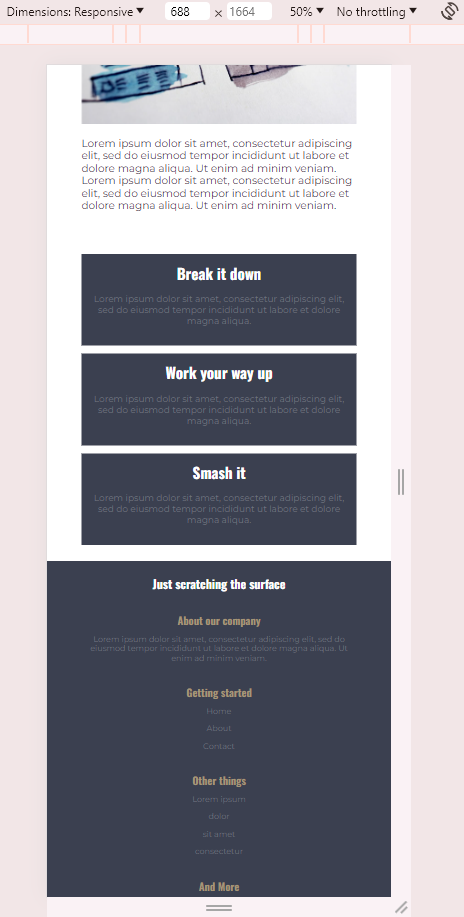 Dimensions: Responsive 688 × 1664 50% No throttling
Lorem ipsum dolor sit amet, consectetur adipiscing
elit, sed do eiusmod tempor incididunt ut labore et
dolore magna aliqua. Ut enim ad minim veniam.
Lorem ipsum dolor sit amet, consectetur adipiscing
elit, sed do eiusmod tempor incididunt ut labore et
dolore magna aliqua. Ut enim ad minim veniam.
Break it down
Lorem ipsum dolor sit amet, consectetur adipiscing elit,
sed do eiusmod tempor incididunt ut labore et dolore
magna aliqua.
Work your way up
Lorem ipsum dolor sit amet, consectetur adipiscing elit,
sed do eiusmod tempor incididunt ut labore et dolore
magna aliqua.
Smash it
Lorem ipsum dolor sit amet, consectetur adipiscing elit,
sed do eiusmod tempor incididunt ut labore et dolore
magna aliqua.
Just scratching the surface
About our company
Lorem ipsum dolor sit amet, consectetur adipiscing elit, sed do
eiusmod tempor incididunt ut labore et dolore magna aliqua. Ut
enim ad minim veniam.
Getting started
Home
About
Contact
Other things
Lorem ipsum
dolor
sit amet
consectetur
And More